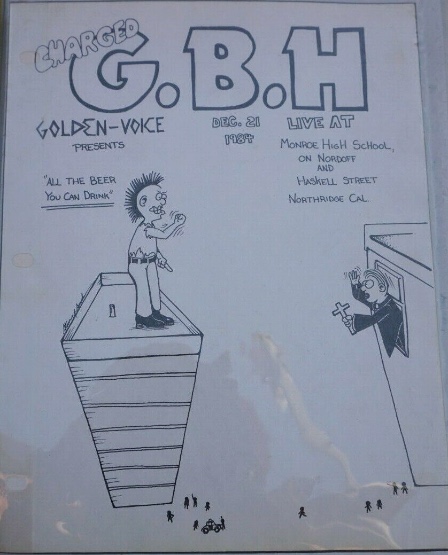 CHARGED
G.B.H
GOLDEN-VOICE
PRESENTS
DEC. 21
1984
LIVE AT
MONROE HIGH SCHOOL,
ON NORDOFF
AND
HASKELL STREET
NORTHRIDGE CAL.
"ALL THE BEER
YOU CAN DRINK"